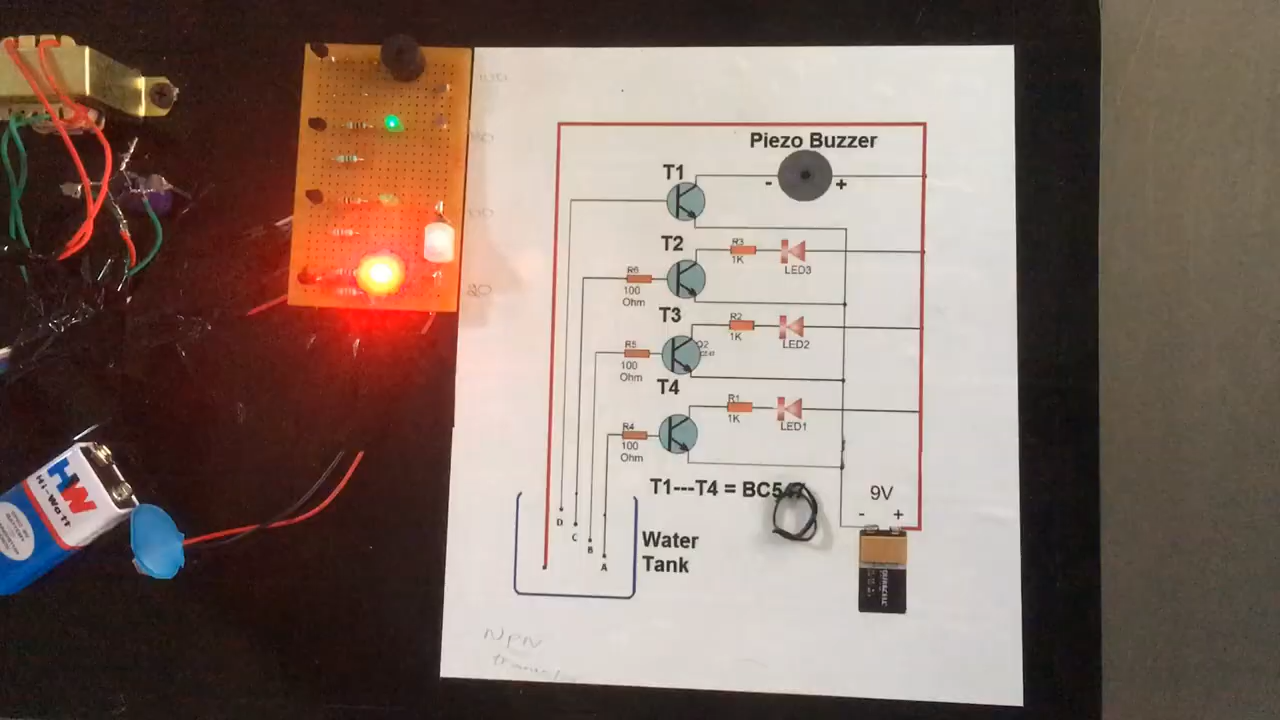 Piezo Buzzer
T1
-
+
T2
R3
1K
LED3
R6
100
Ohm
T3
R2
1K
LED2
R5
100
Ohm
T4
R1
1K
LED1
R4
100
Ohm
T1---T4 = BC547
9V
-
+
D
C
B
A
Water
Tank
DURACELL
NPN
HW
Hi-Watt